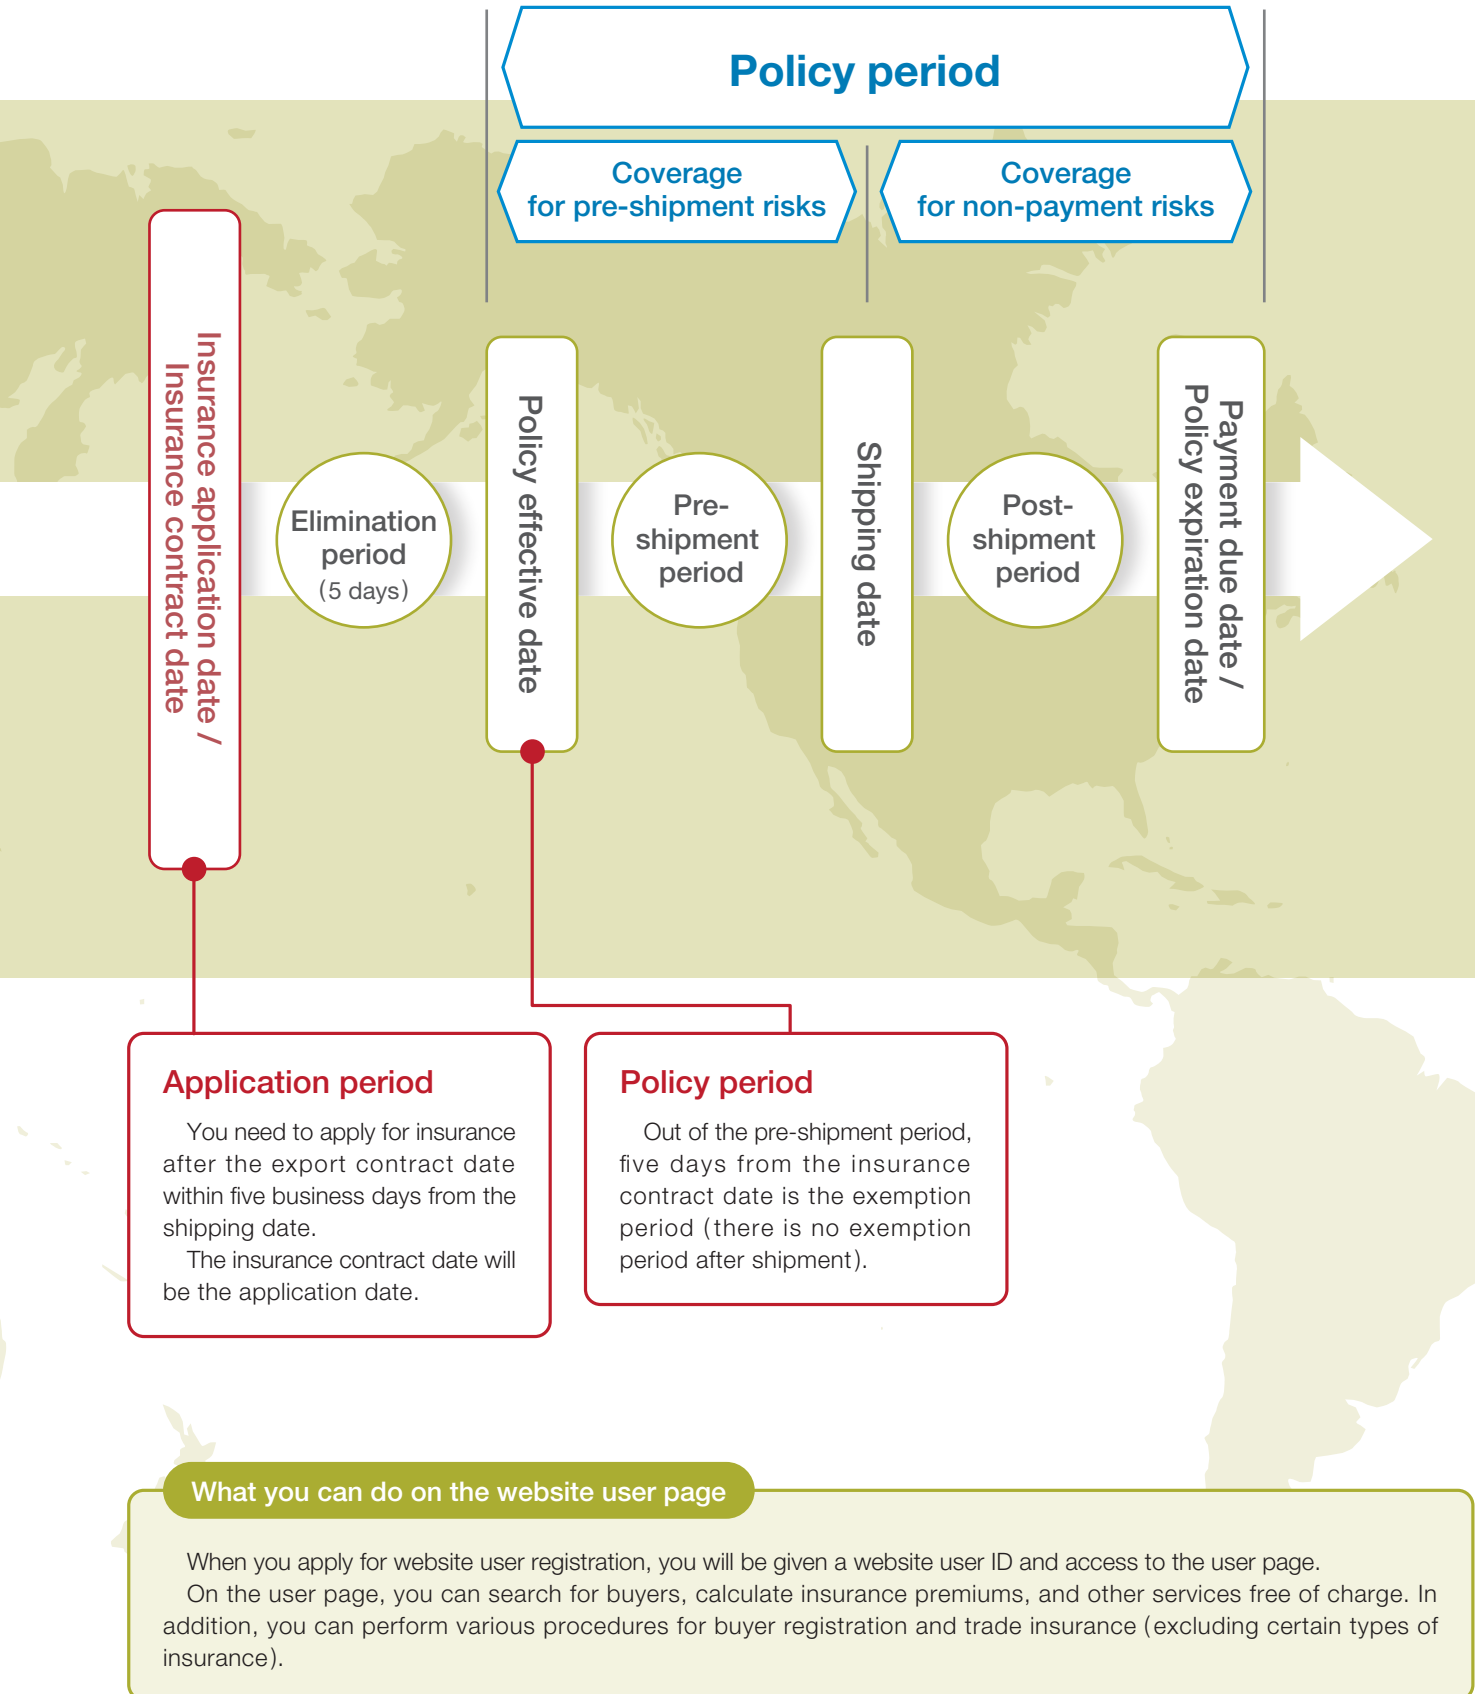 Policy period
Coverage
for pre-shipment risks
Coverage
for non-payment risks
Insurance application date /
Insurance contract date
Elimination
period
(5 days)
Policy effective date
Pre-
shipment
period
Shipping date
Post-
shipment
period
Payment due date /
Policy expiration date
Application period
You need to apply for insurance
after the export contract date
within five business days from the
shipping date.
The insurance contract date will
be the application date.
Policy period
Out of the pre-shipment period,
five days from the insurance
contract date is the exemption
period (there is no exemption
period after shipment).
What you can do on the website user page
When you apply for website user registration, you will be given a website user ID and access to the user page.
On the user page, you can search for buyers, calculate insurance premiums, and other services free of charge. In
addition, you can perform various procedures for buyer registration and trade insurance (excluding certain types of
insurance).